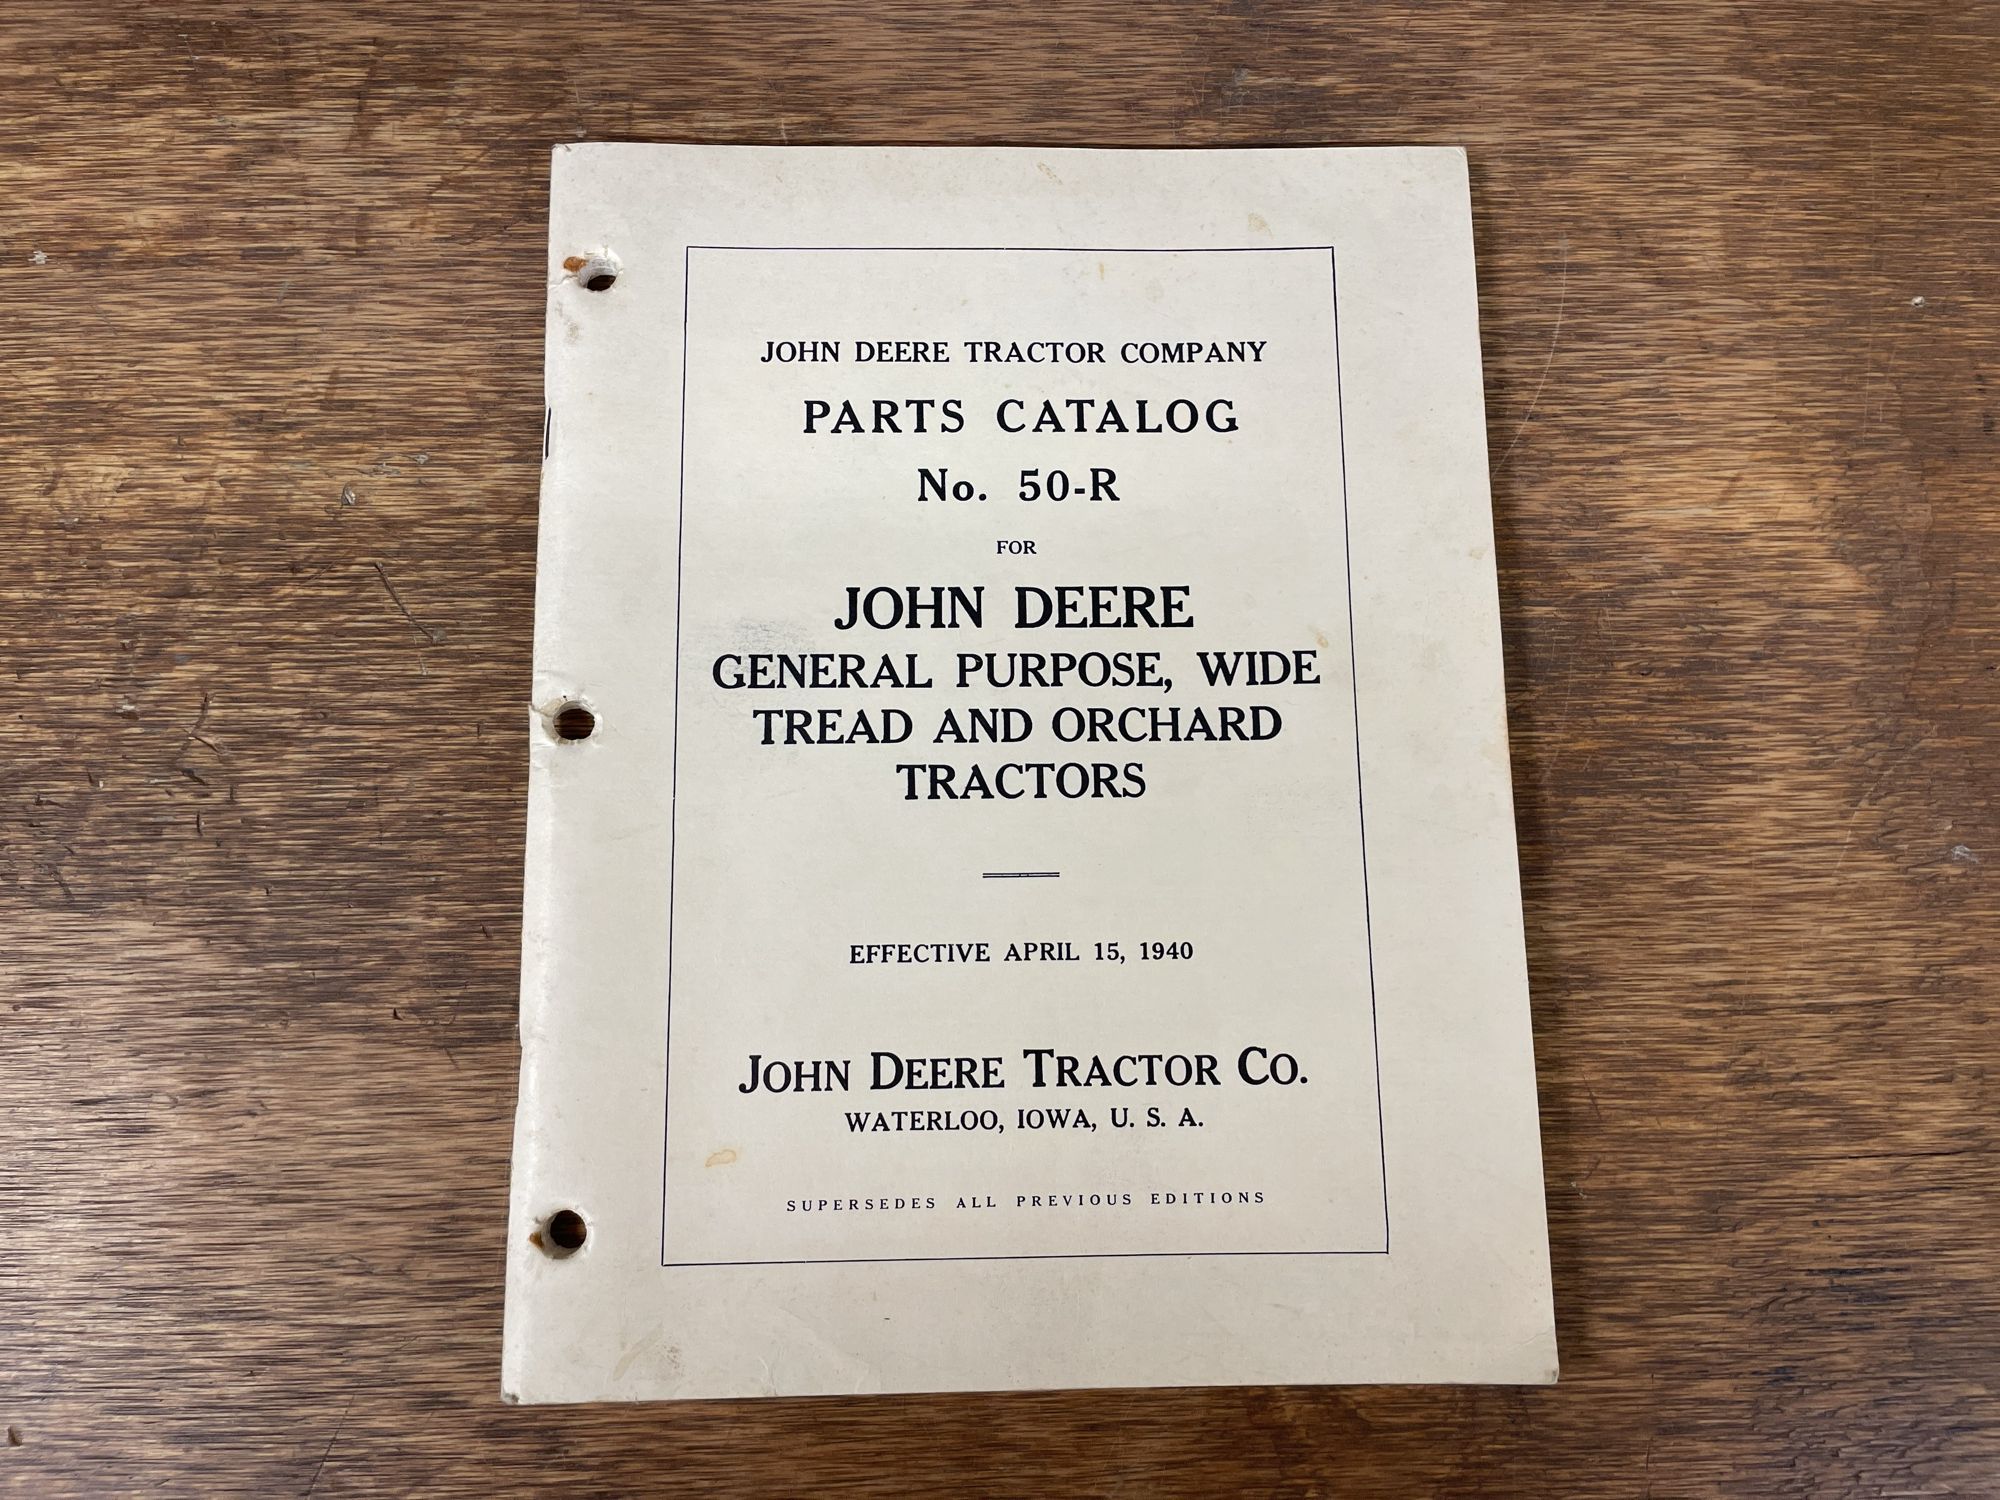 JOHN DEERE TRACTOR COMPANY
PARTS CATALOG
No. 50-R
FOR
JOHN DEERE
GENERAL PURPOSE, WIDE
TREAD AND ORCHARD
TRACTORS
EFFECTIVE APRIL 15, 1940
JOHN DEERE TRACTOR CO.
WATERLOO, IOWA, U. S. A.
SUPERSEDES ALL PREVIOUS EDITIONS